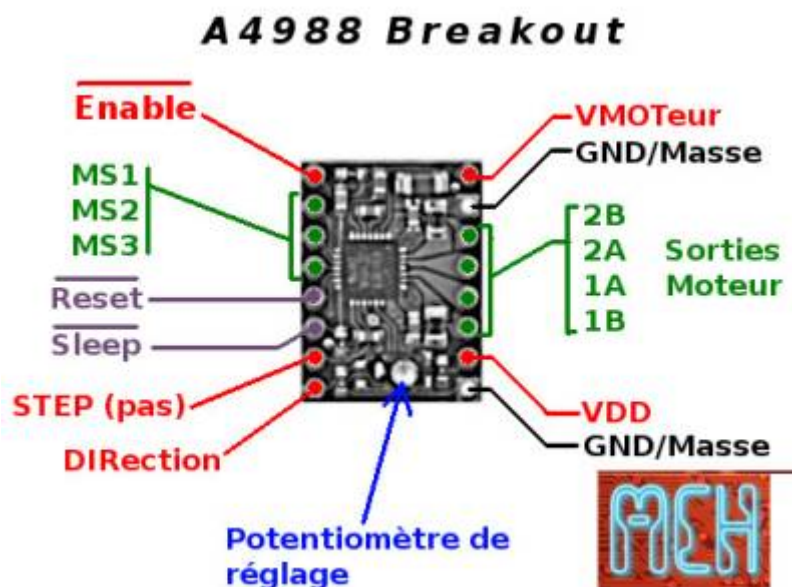 A4988 Breakout
Enable
MS1
MS2
MS3
Reset
Sleep
STEP (pas)
DIRection
VMOTeur
GND/Masse
2B
2A Sorties
1A Moteur
1B
VDD
GND/Masse
Potentiomètre de
réglage
MCH